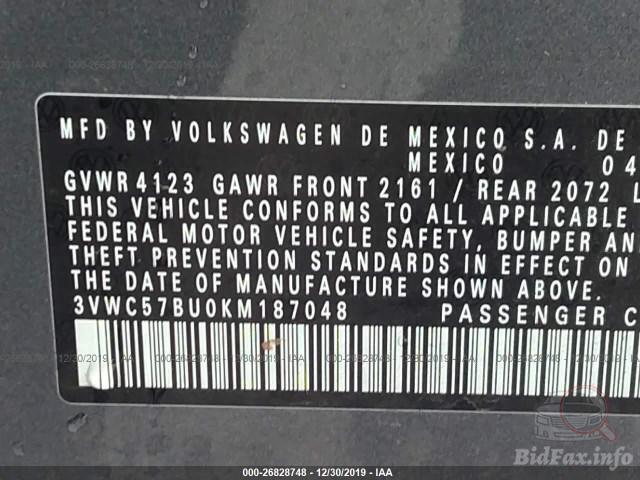 MFD BY VOLKSWAGEN DE MEXICO S.A. DE
MEXICO 04
GVWR 4123 GAWR FRONT 2161 / REAR 2072
THIS VEHICLE CONFORMS TO ALL APPLICABLE
FEDERAL MOTOR VEHICLE SAFETY, BUMPER AN
THEFT PREVENTION STANDARDS IN EFFECT ON
THE DATE OF MANUFACTURE SHOWN ABOVE.
3VWC57BU0KM187048 PASSENGER C
000-26828748 - 12/30/2019 - IAA
BidFax.info